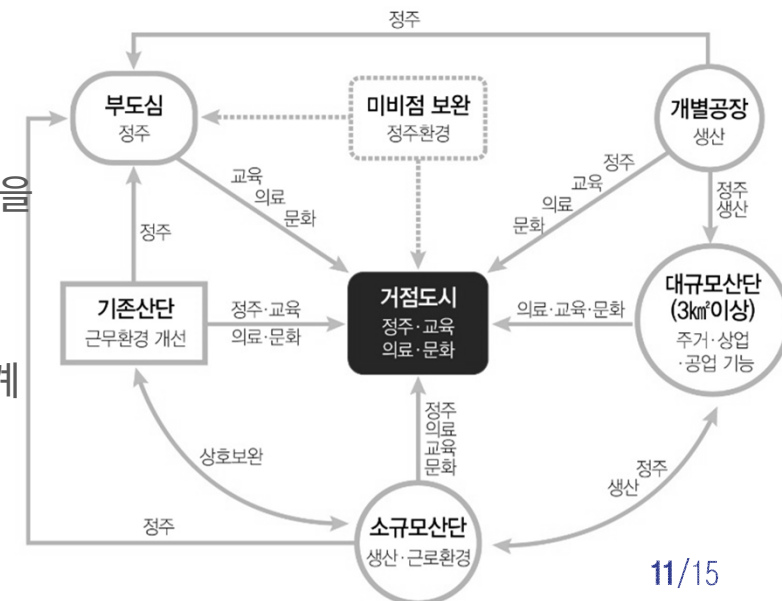 정주
부도심
정주
미비점 보완
정주환경
개별공장
생산
을
교육
의료
문화
정주
교육
의료
문화
정주
생산
정주
기존산단
근무환경 개선
정주·교육
의료·문화
거점도시
정주·교육
의료·문화
의료·교육·문화
대규모산단
(3㎢이상)
주거·상업
·공업 기능
계
상호보완
정주
의료
교육
문화
정주
생산
정주
소규모산단
생산·근로환경
11/15